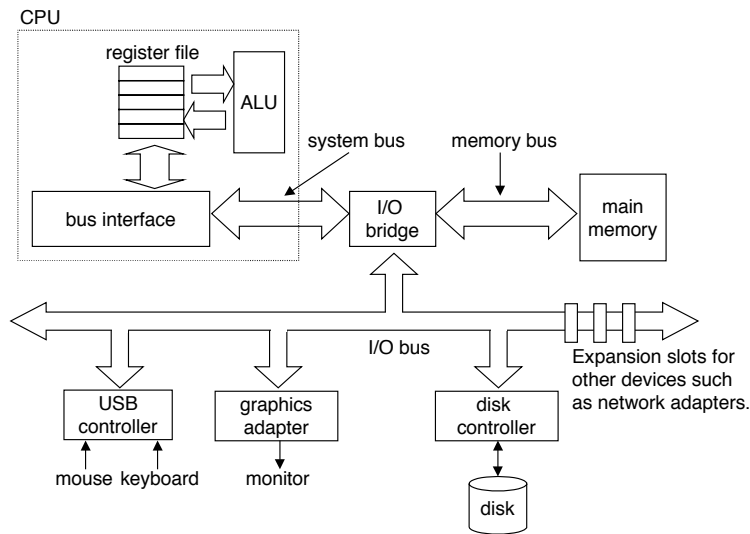 CPU
register file
ALU
system bus
memory bus
bus interface
I/O
bridge
main
memory
I/O bus
Expansion slots for
other devices such
as network adapters.
USB
controller
graphics
adapter
disk
controller
mouse keyboard
monitor
disk